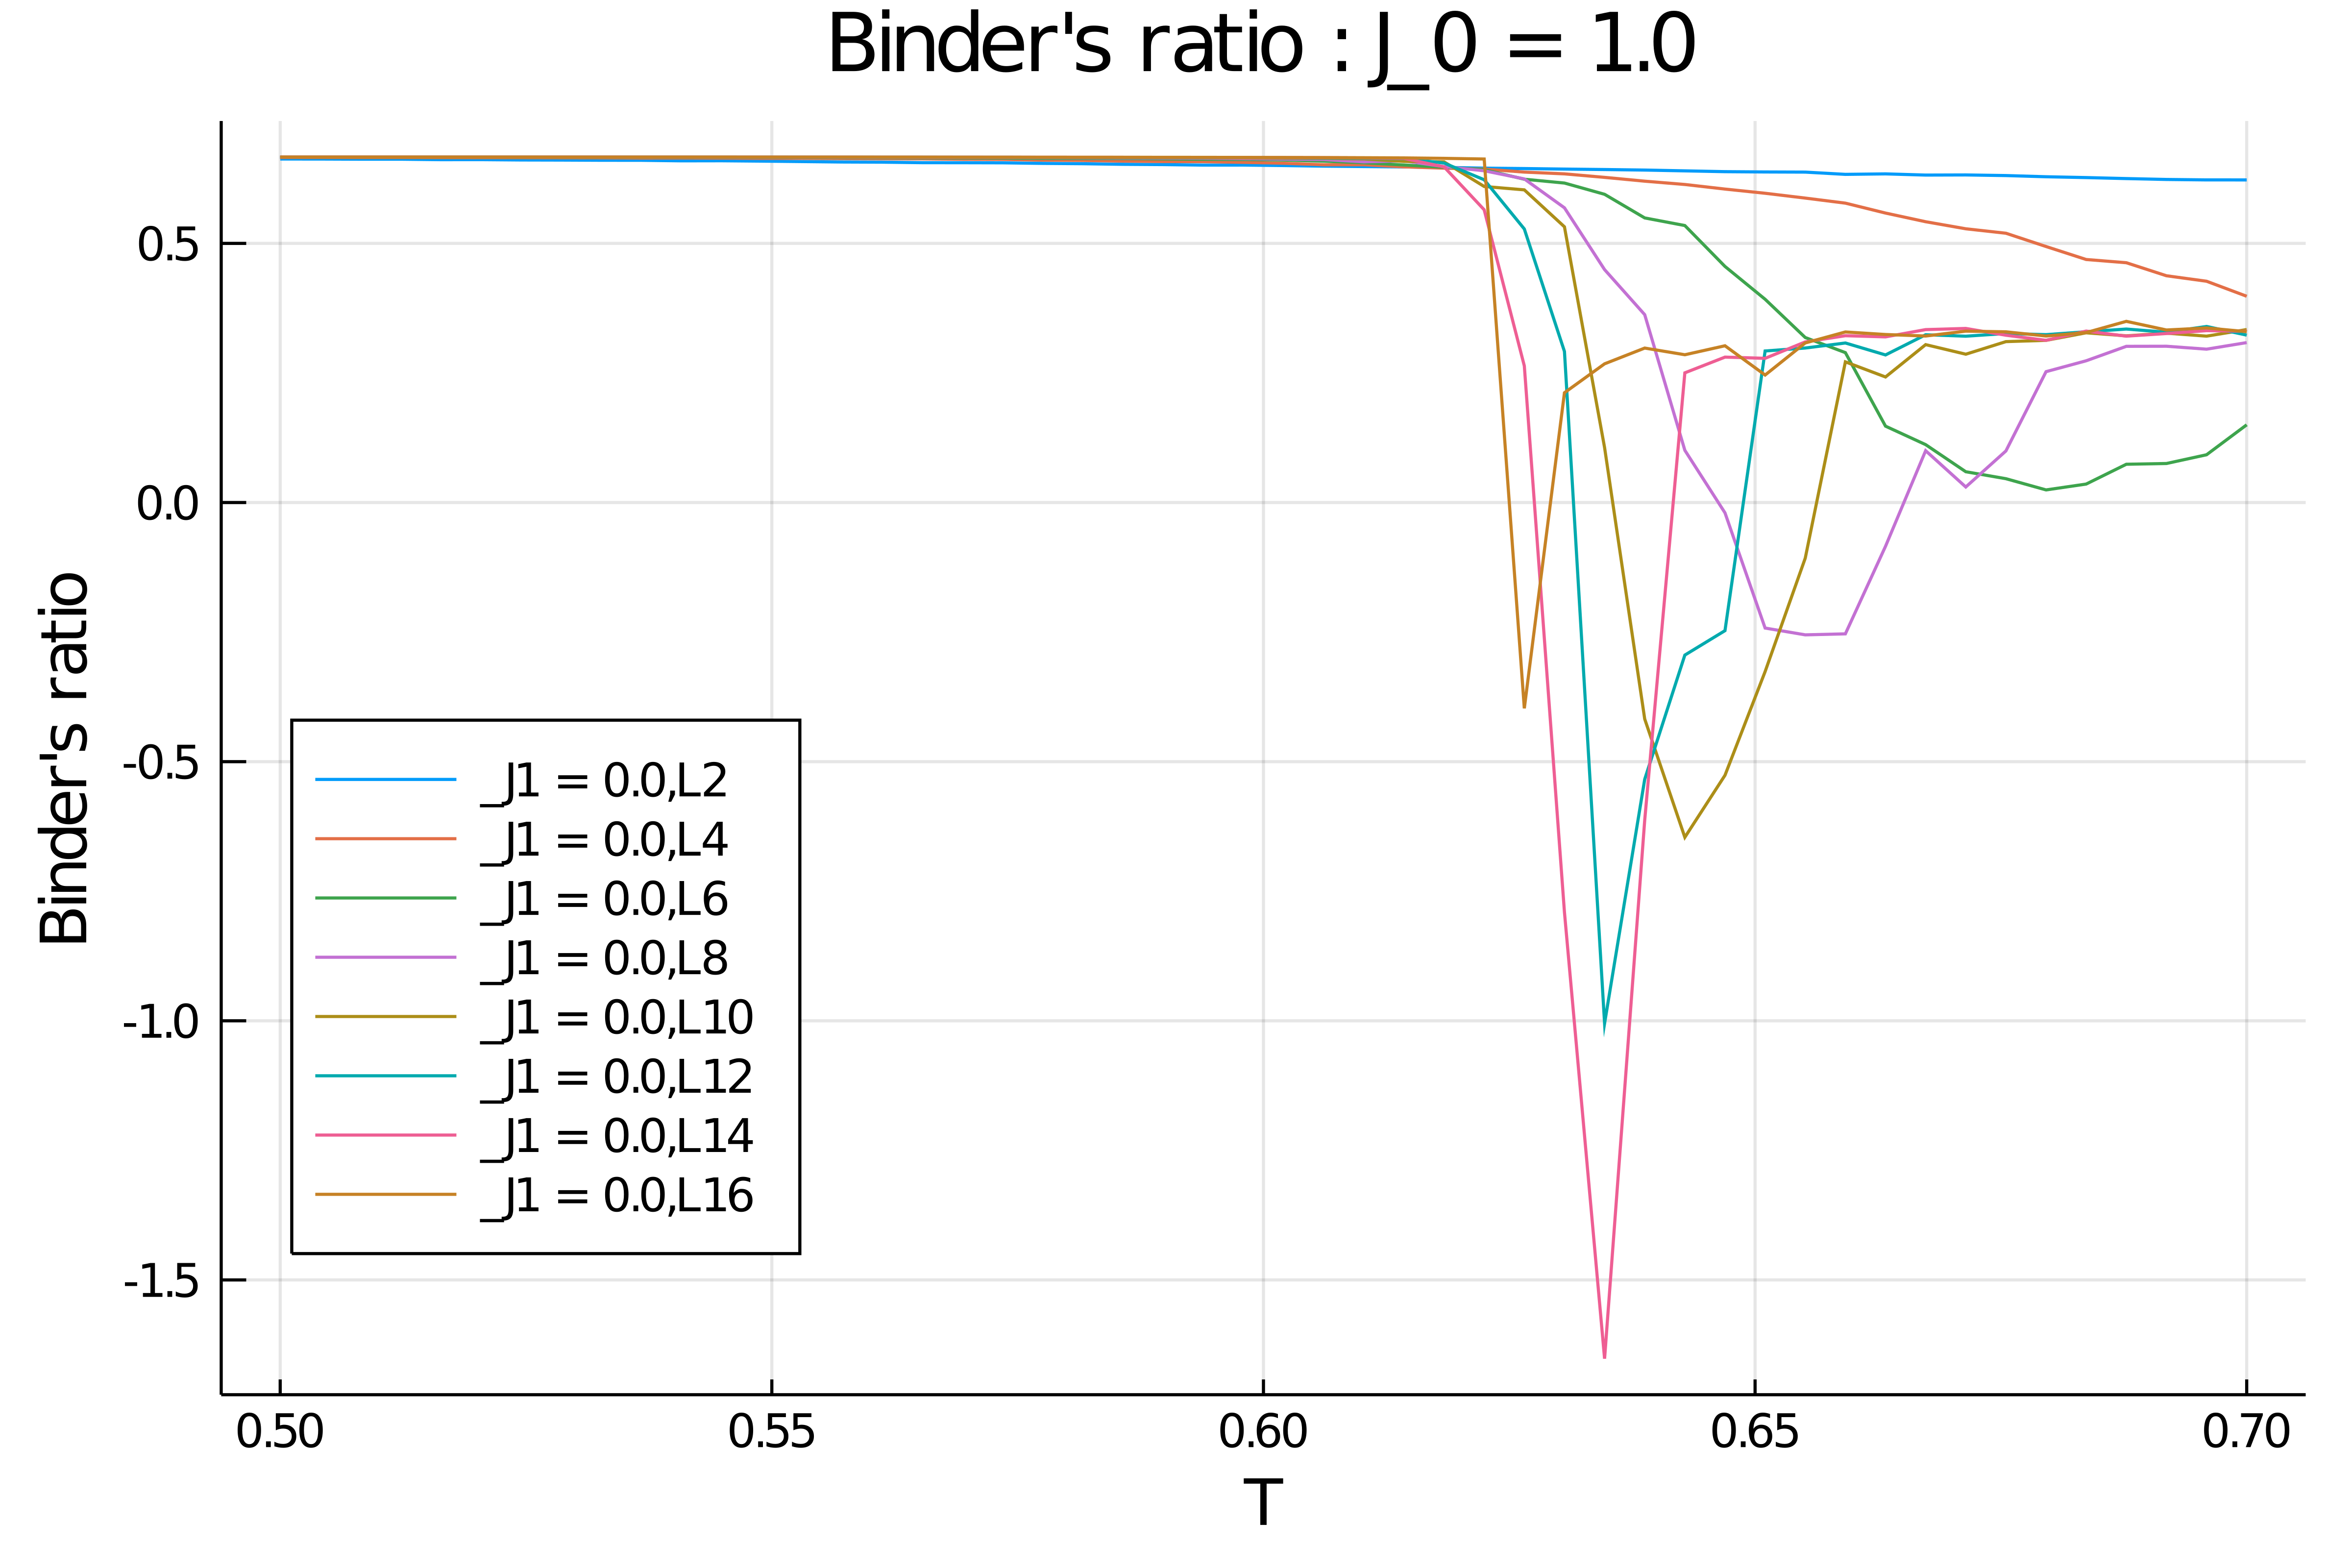 Binder's ratio : J_0 = 1.0
Binder's ratio
0.5
0.0
-0.5
-1.0
-1.5
_J1 = 0.0,L2
_J1 = 0.0,L4
_J1 = 0.0,L6
_J1 = 0.0,L8
_J1 = 0.0,L10
_J1 = 0.0,L12
_J1 = 0.0,L14
_J1 = 0.0,L16
0.50 0.55 0.60 0.65 0.70
T